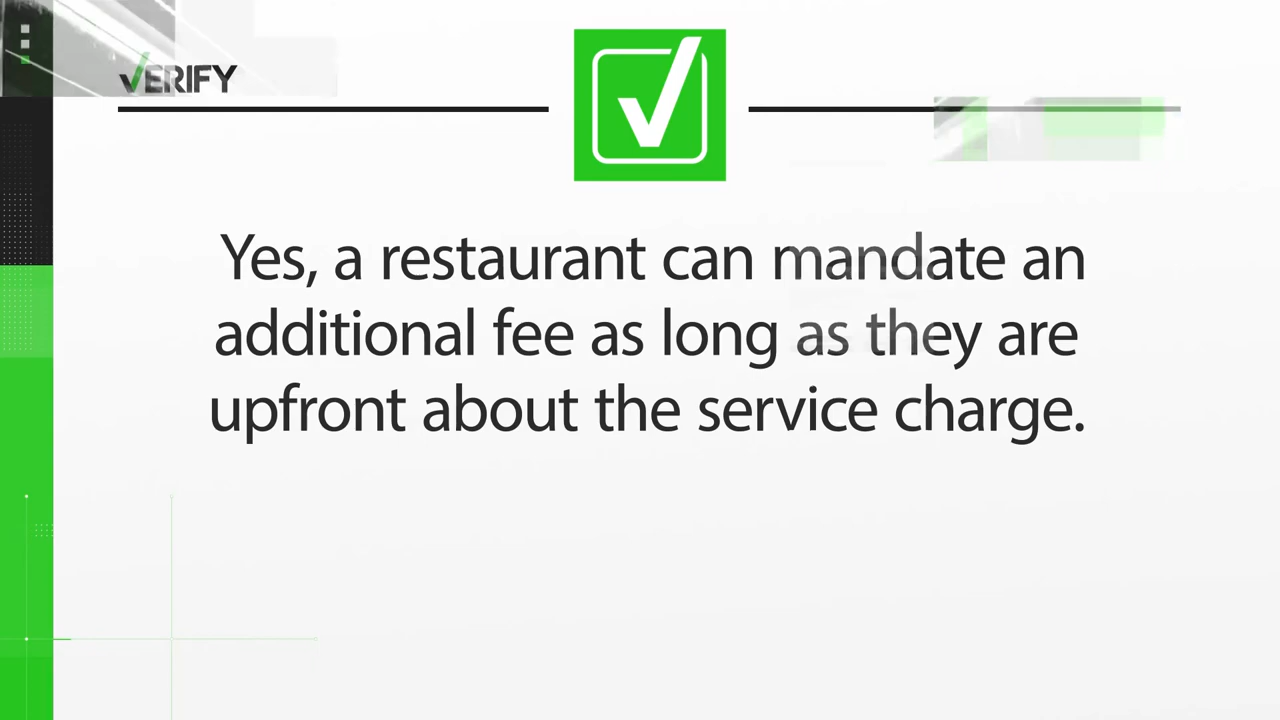 VERIFY
Yes, a restaurant can mandate an
additional fee as long as they are
upfront about the service charge.